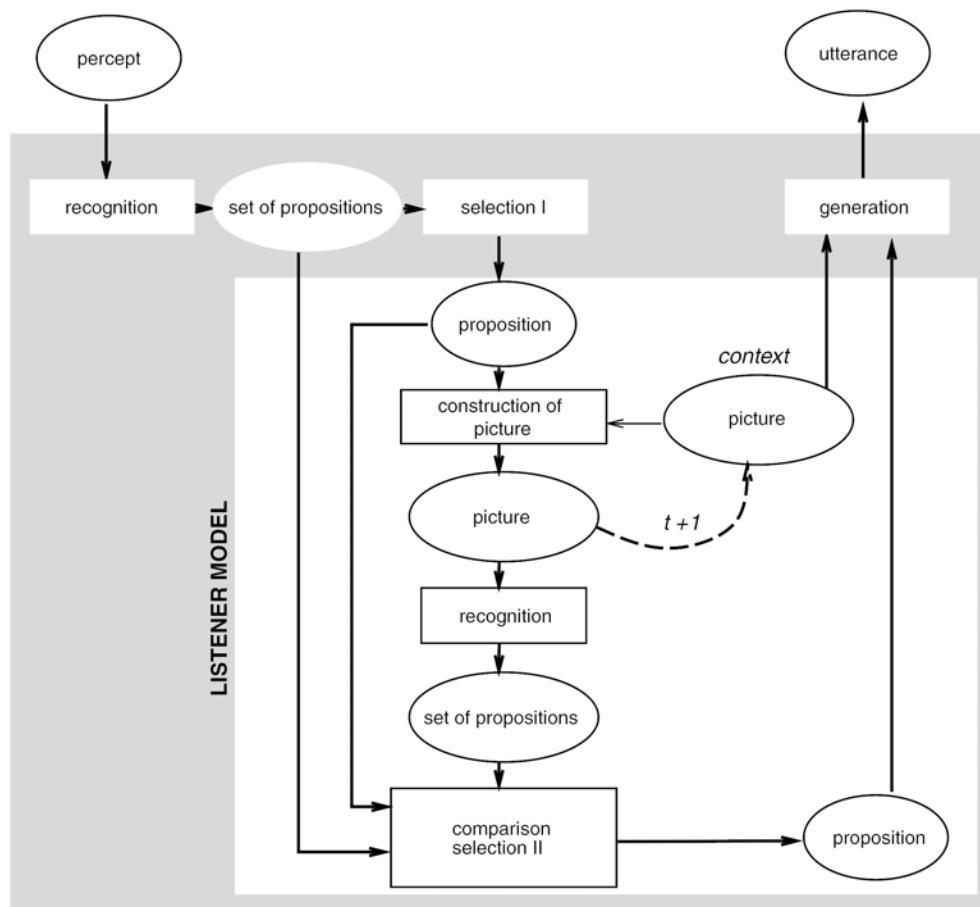 percept
utterance
recognition
set of propositions
selection I
generation
proposition
context
construction of
picture
picture
picture
t +1
LISTENER MODEL
recognition
set of propositions
comparison
selection II
proposition